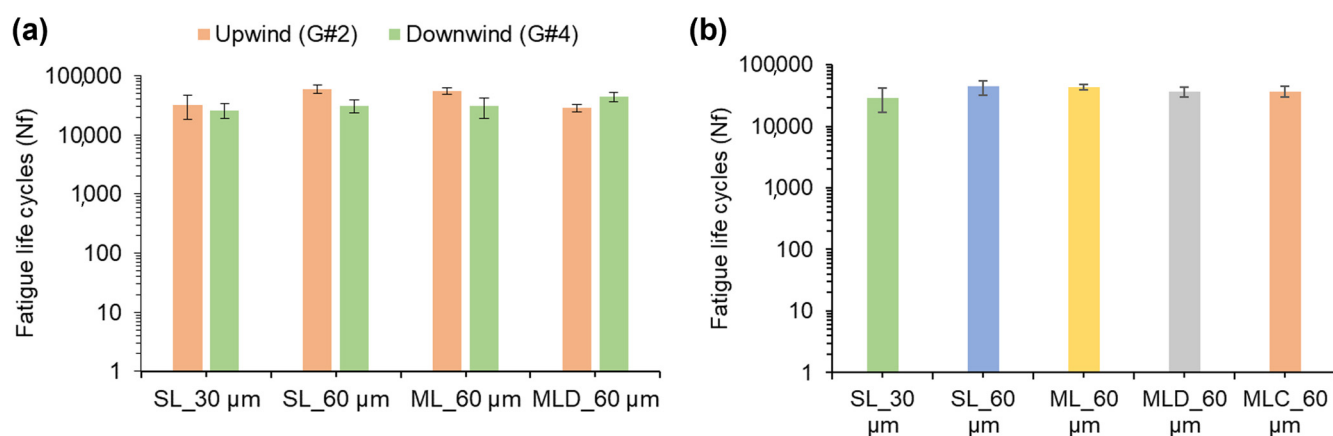 (a)
Upwind (G#2) Downwind (G#4)
Fatigue life cycles (Nf)
100,000
10,000
1,000
100
10
1
SL_30 µm SL_60 µm ML_60 µm MLD_60 µm
(b)
Fatigue life cycles (Nf)
100,000
10,000
1,000
100
10
1
SL_30 SL_60 ML_60 MLD_60 MLC_60
µm µm µm µm µm